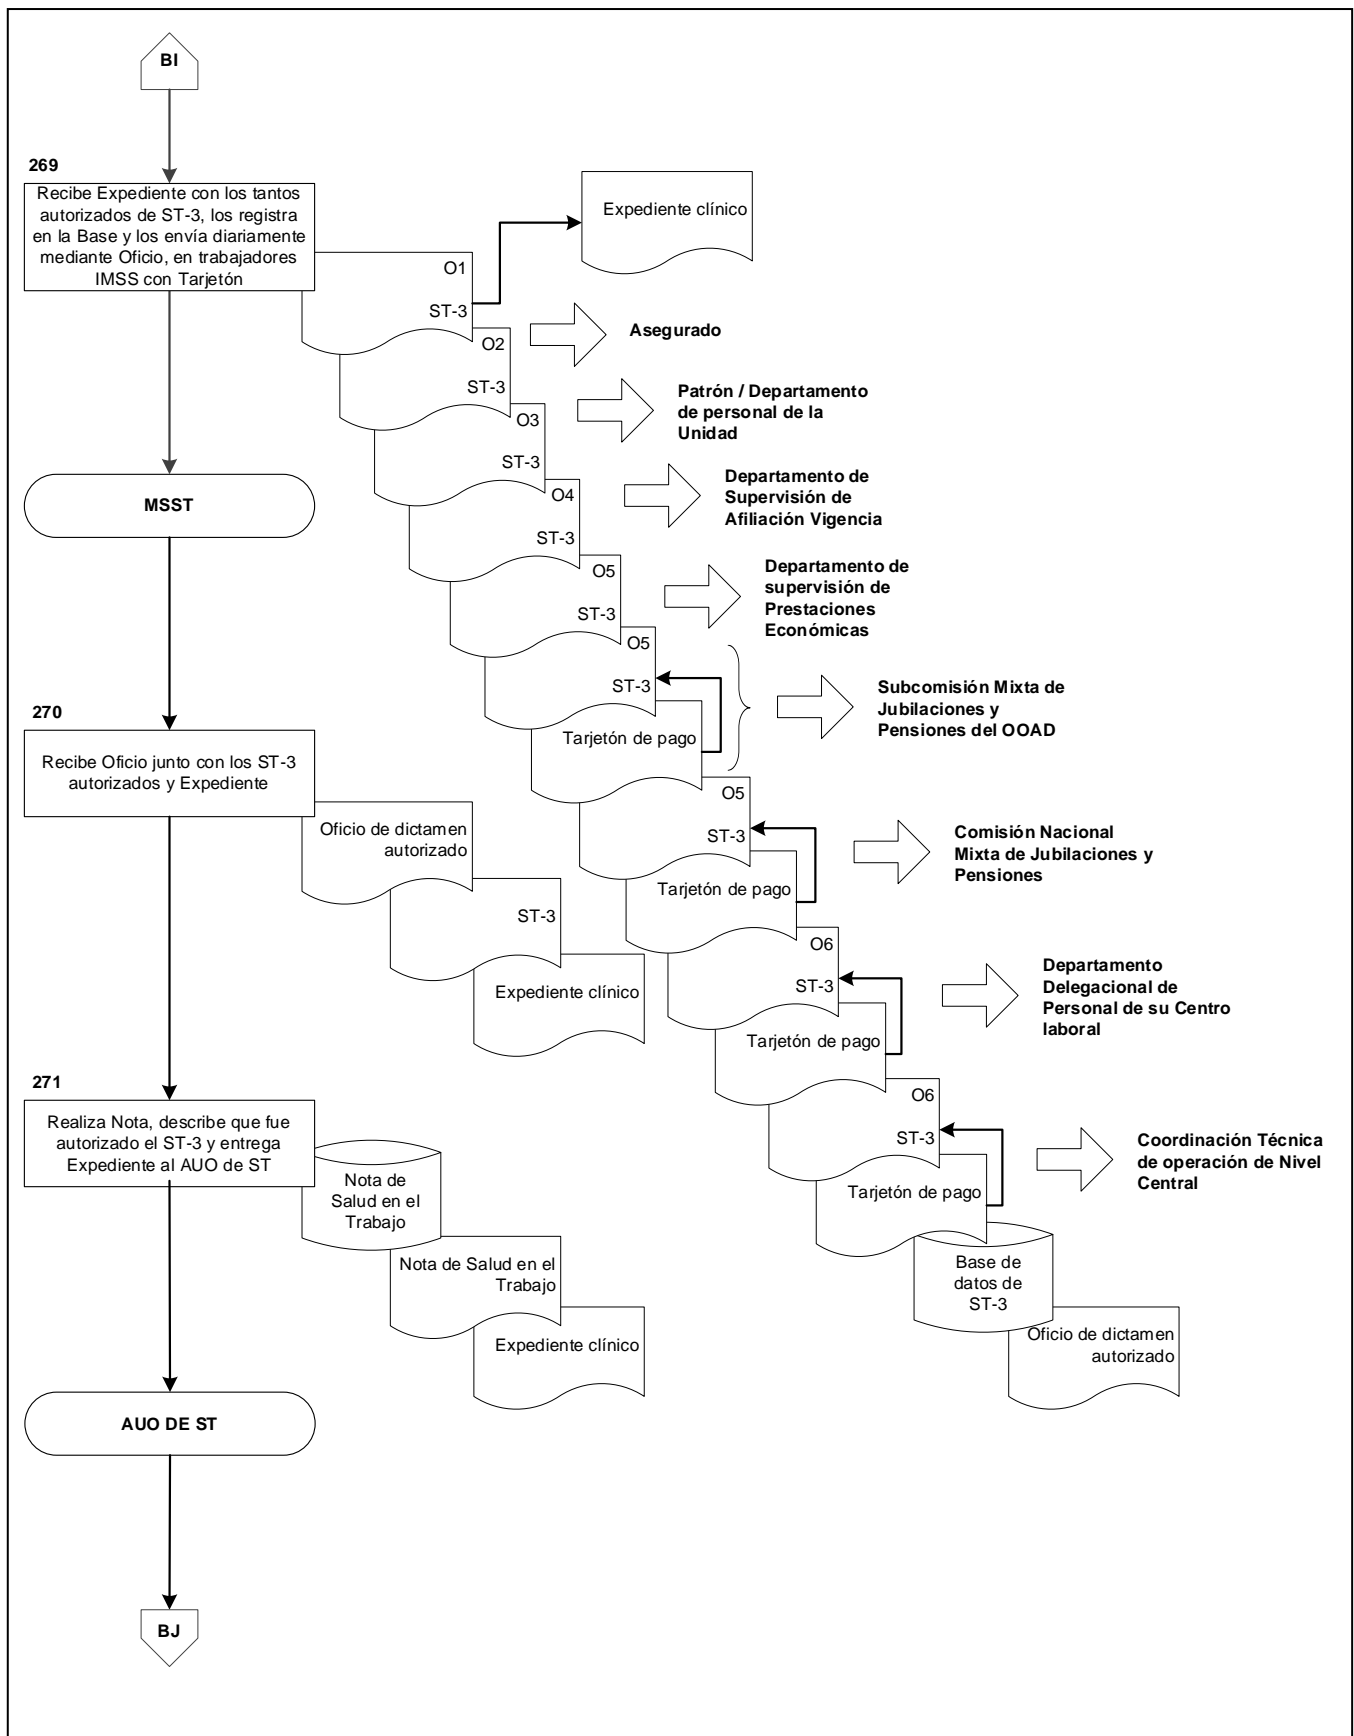 BI
269
Recibe Expediente con los tantos
autorizados de ST-3, los registra
en la Base y los envía diariamente
mediante Oficio, en trabajadores
IMSS con Tarjetón
Expediente clínico
O1
ST-3
Asegurado
O2
ST-3
Patrón / Departamento
de personal de la
Unidad
O3
ST-3
Departamento de
Supervisión de
Afiliación Vigencia
O4
ST-3
MSST
Departamento de
supervisión de
Prestaciones
Económicas
O5
ST-3
O5
ST-3
Tarjetón de pago
Subcomisión Mixta de
Jubilaciones y
Pensiones del OOAD
270
Recibe Oficio junto con los ST-3
autorizados y Expediente
Oficio de dictamen
autorizado
ST-3
Expediente clínico
O5
ST-3
Tarjetón de pago
Comisión Nacional
Mixta de Jubilaciones y
Pensiones
O6
ST-3
Tarjetón de pago
Departamento
Delegacional de
Personal de su Centro
laboral
271
Realiza Nota, describe que fue
autorizado el ST-3 y entrega
Expediente al AUO de ST
Nota de
Salud en el
Trabajo
Nota de Salud en el
Trabajo
Expediente clínico
O6
ST-3
Tarjetón de pago
Coordinación Técnica
de operación de Nivel
Central
Base de
datos de
ST-3
Oficio de dictamen
autorizado
AUO DE ST
BJ